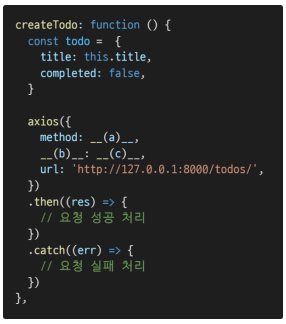 createTodo: function () {
const todo =  {
title: this.title,
completed: false,
}
axios({
method: __(a)__,
__(b)__: __(c)__,
url: 'http://127.0.0.1:8000/todos/',
})
.then((res) => {
// 요청 성공 처리
})
.catch((err) => {
// 요청 실패 처리
})
},